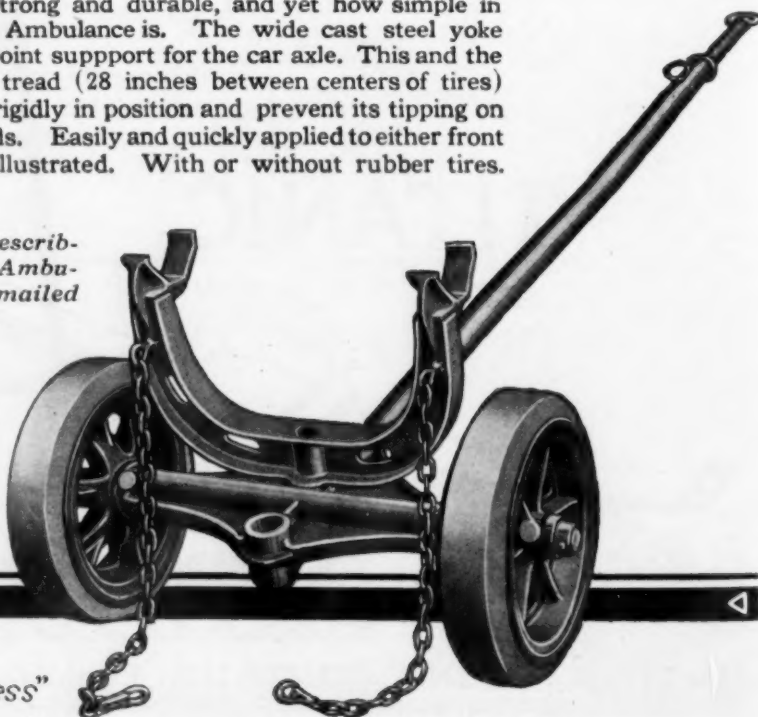 strong and durable, and yet how simple in
Ambulance is. The wide cast steel yoke
oint suppport for the car axle. This and the
tread (28 inches between centers of tires)
rigidly in position and prevent its tipping on
ls. Easily and quickly applied to either front
llustrated. With or without rubber tires.
escrib-
Ambu-
mailed
ess"